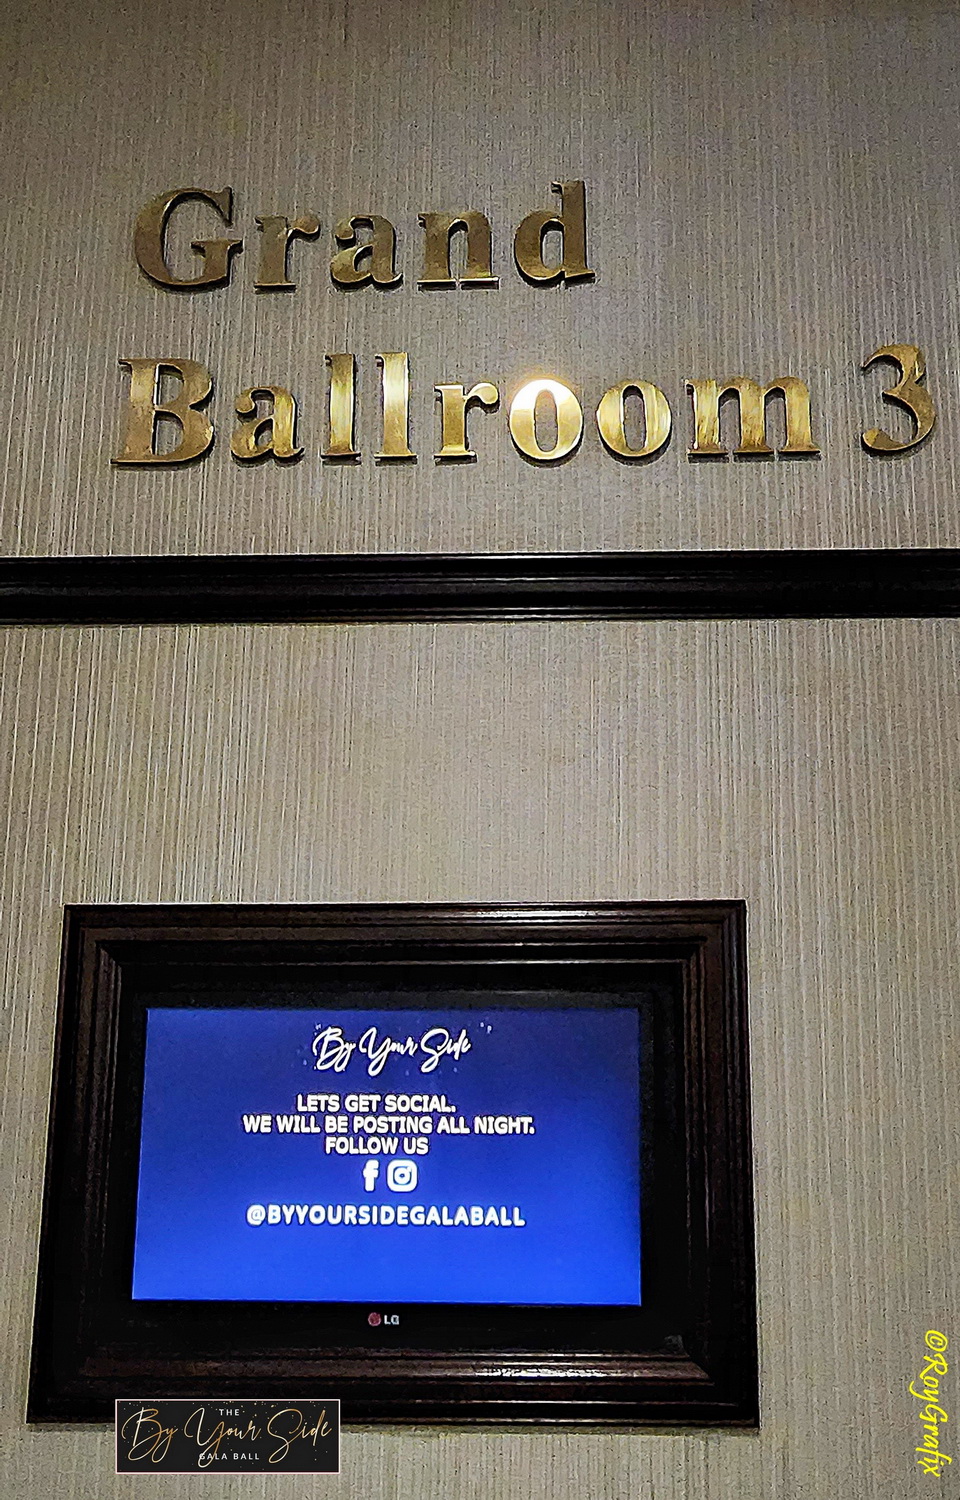 Grand
Ballroom 3
By Your Side
LETS GET SOCIAL.
WE WILL BE POSTING ALL NIGHT.
FOLLOW US
@BYYOURSIDEGALABALL
LG
THE
By Your Side
GALA BALL
©RoyGrafix